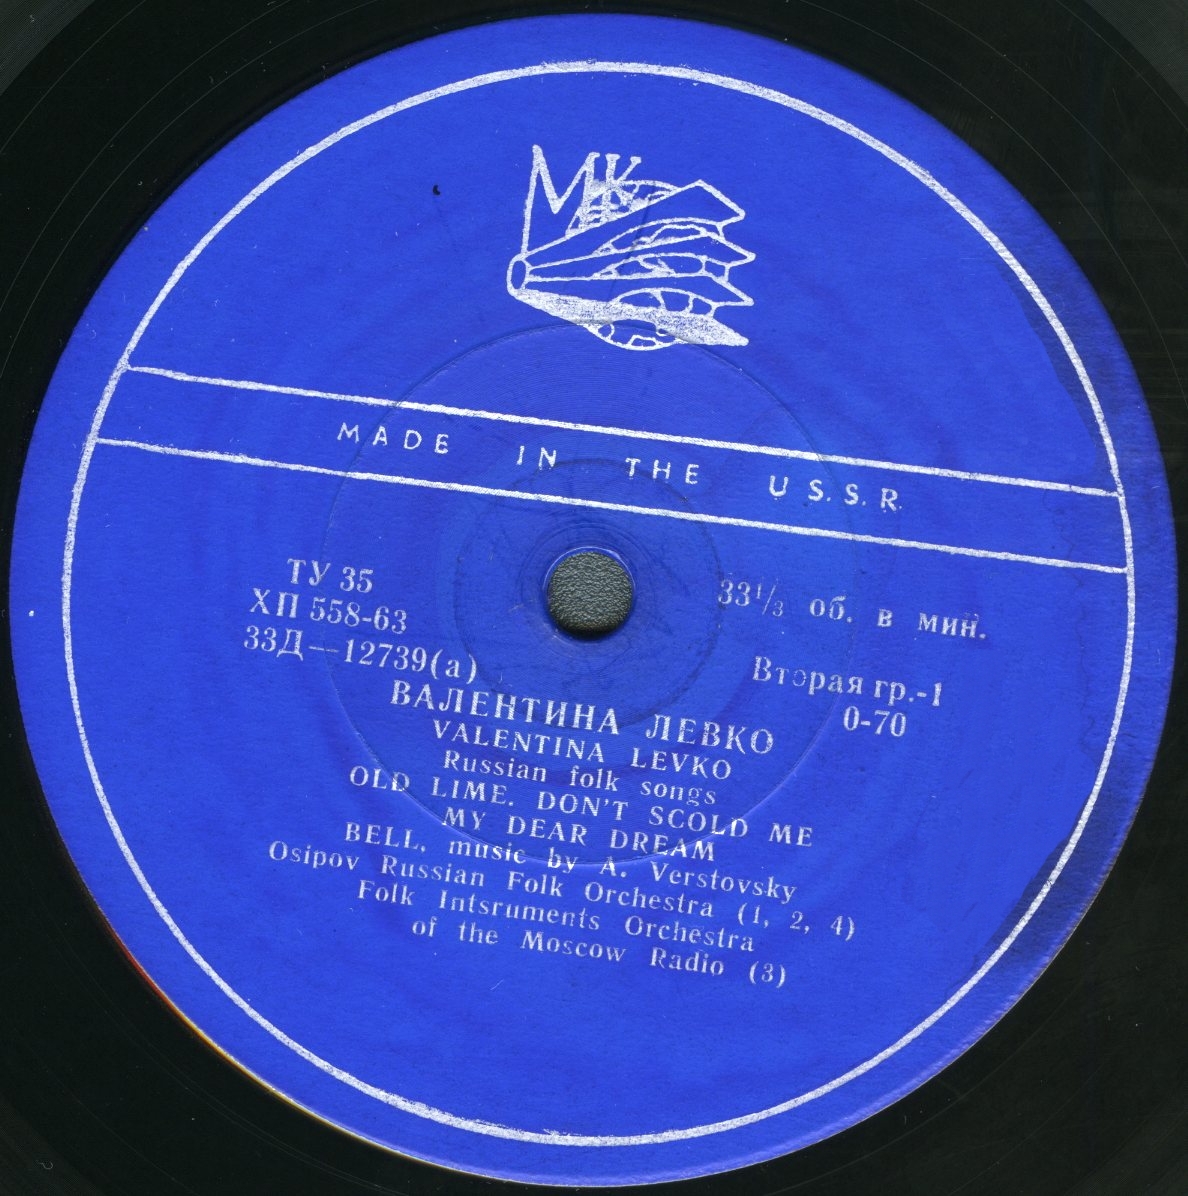 МК
MADE IN THE U.S.S.R.
ТУ 35
ХП 558-63
33Д—12739(а)
33⅓ об. в мин.
Вторая гр.-1
0-70
ВАЛЕНТИНА ЛЕВКО
VALENTINA LEVKO
Russian folk songs
OLD LIME. DON'T SCOLD ME
MY DEAR DREAM
BELL, music by A. Verstovsky
Osipov Russian Folk Orchestra (1, 2, 4)
Folk Intsruments Orchestra
of the Moscow Radio (3)